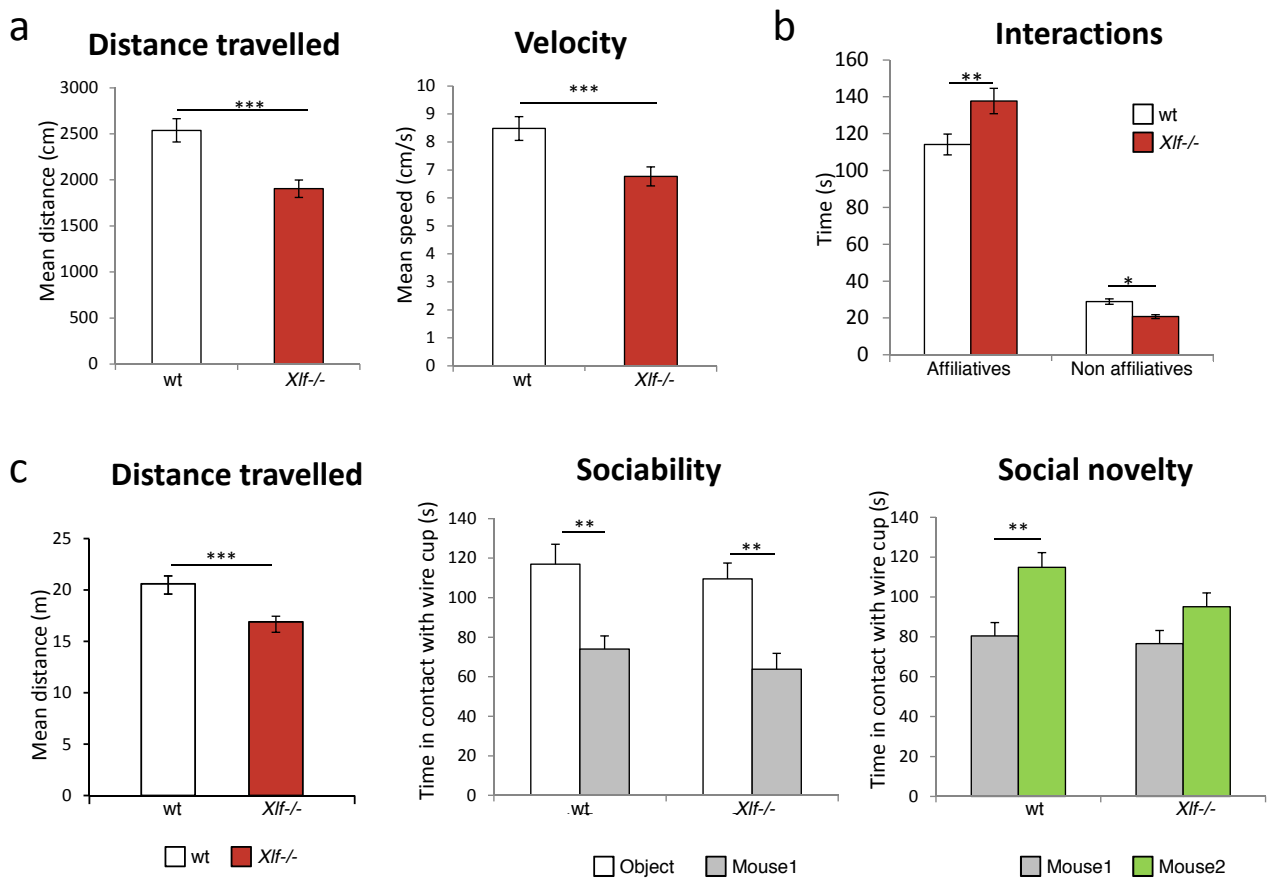 a
Distance travelled
Mean distance (cm)
3000
2500
2000
1500
1000
500
0
***
wt
Xlf-/-
Velocity
Mean speed (cm/s)
10
9
8
7
6
5
4
3
2
1
0
***
wt
Xlf-/-
b
Interactions
Time (s)
160
140
120
100
80
60
40
20
0
**
*
wt
Xlf-/-
Affiliatives
Non affiliatives
c
Distance travelled
Mean distance (m)
25
20
15
10
5
0
***
wt
Xlf-/-
wt
Xlf-/-
Sociability
Time in contact with wire cup (s)
140
120
100
80
60
40
20
0
**
**
wt
Xlf-/-
Object
Mouse1
Social novelty
Time in contact with wire cup (s)
140
120
100
80
60
40
20
0
**
wt
Xlf-/-
Mouse1
Mouse2